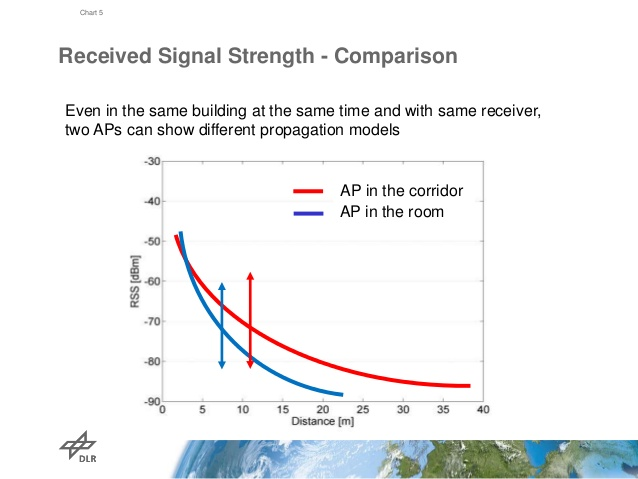 Chart 5
Received Signal Strength - Comparison
Even in the same building at the same time and with same receiver,
two APs can show different propagation models
AP in the corridor
AP in the room
RSS [dBm]
-30
-40
-50
-60
-70
-80
-90
0 5 10 15 20 25 30 35 40
Distance [m]
DLR